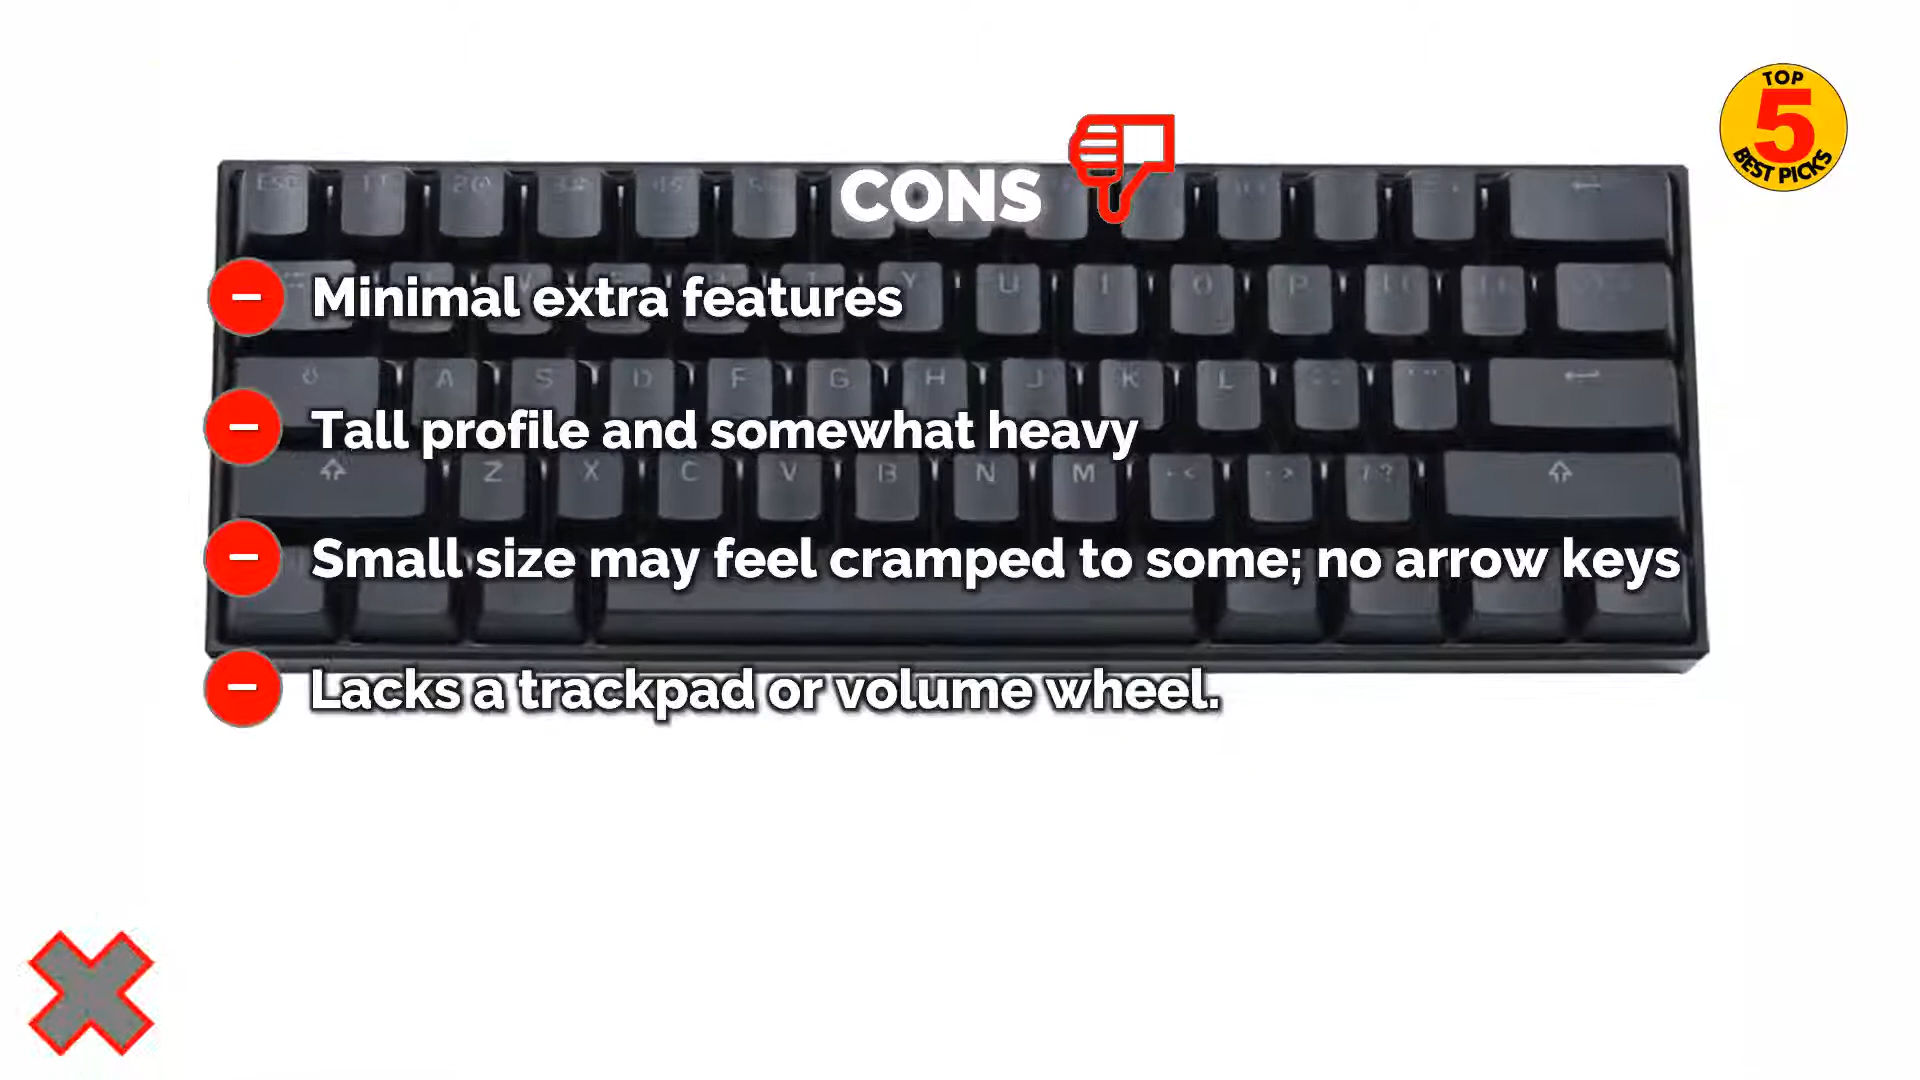 TOP
5
BEST PICKS
CONS
Minimal extra features
Tall profile and somewhat heavy
Small size may feel cramped to some; no arrow keys
Lacks a trackpad or volume wheel.
U I O P
A S D F G H J K L
Z X C V B N M